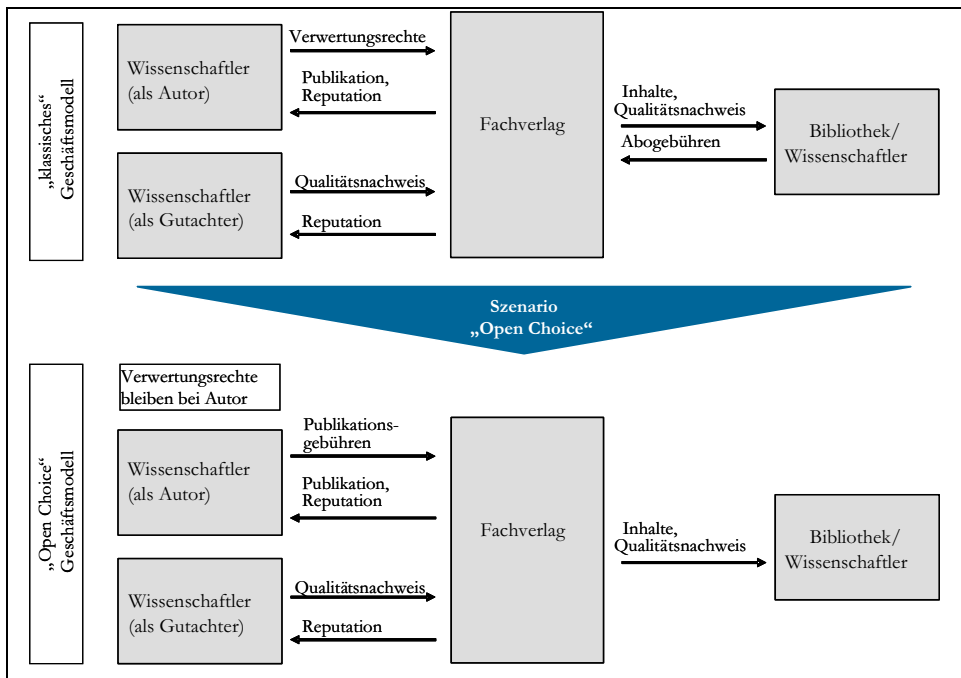 „klassisches“
Geschäftsmodell
Wissenschaftler
(als Autor)
Verwertungsrechte
Publikation,
Reputation
Wissenschaftler
(als Gutachter)
Qualitätsnachweis
Reputation
Fachverlag
Inhalte,
Qualitätsnachweis
Abogebühren
Bibliothek/
Wissenschaftler
Szenario
„Open Choice“
„Open Choice“
Geschäftsmodell
Verwertungsrechte
bleiben bei Autor
Wissenschaftler
(als Autor)
Publikations-
gebühren
Publikation,
Reputation
Wissenschaftler
(als Gutachter)
Qualitätsnachweis
Reputation
Fachverlag
Inhalte,
Qualitätsnachweis
Bibliothek/
Wissenschaftler